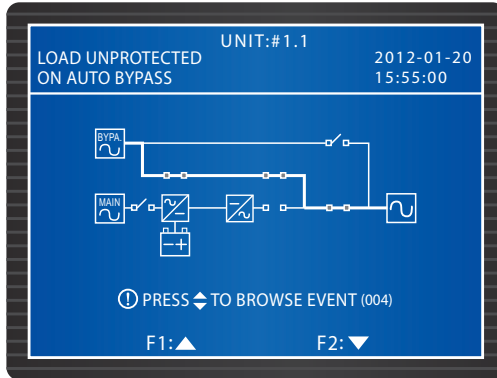 UNIT:#1.1
LOAD UNPROTECTED
ON AUTO BYPASS
2012-01-20
15:55:00
BYPA.
MAIN
PRESS TO BROWSE EVENT (004)
F1: F2: